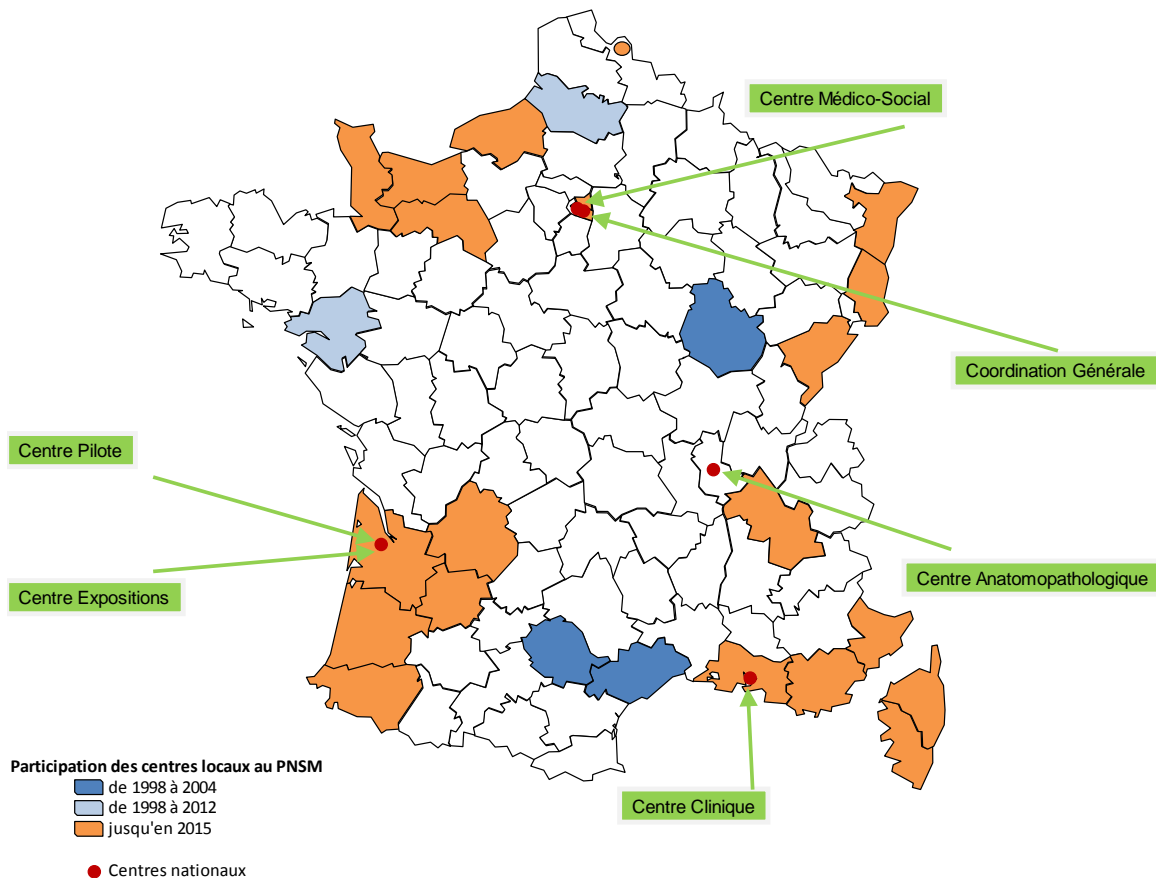 Centre Médico-Social
Coordination Générale
Centre Pilote
Centre Expositions
Centre Anatomopathologique
Centre Clinique
Participation des centres locaux au PNSM
de 1998 à 2004
de 1998 à 2012
jusqu'en 2015
Centres nationaux